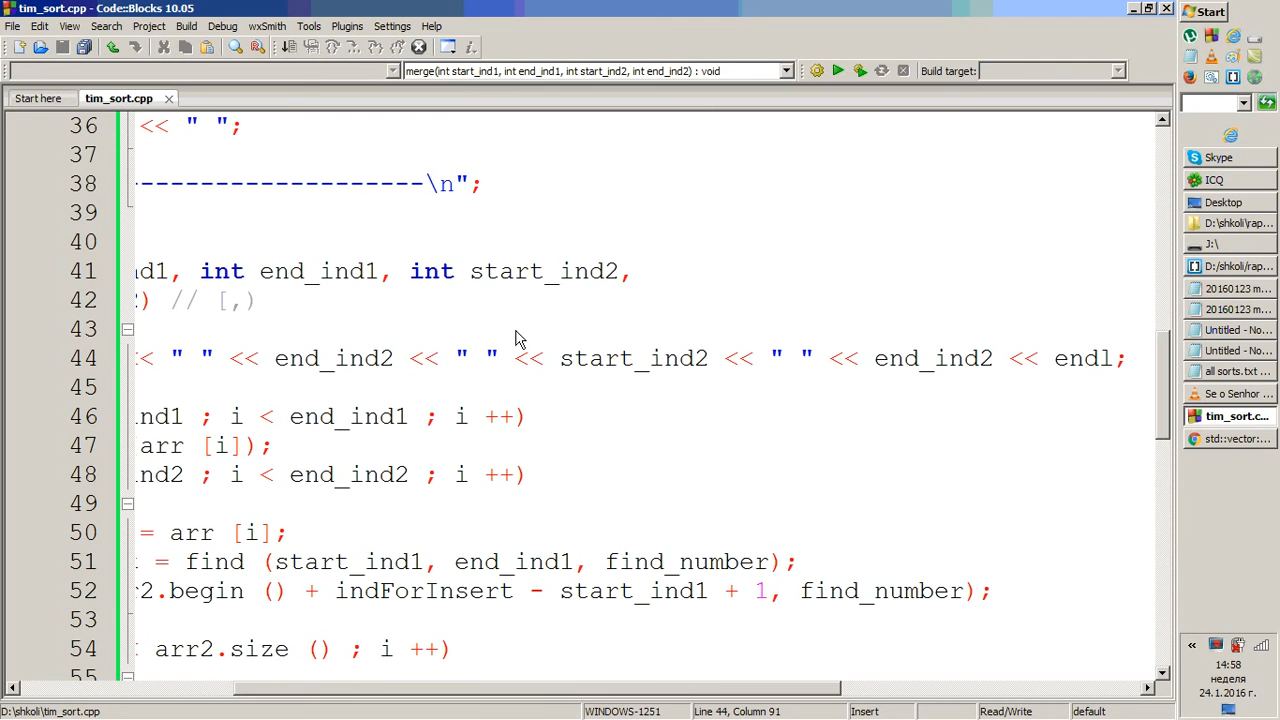 tim_sort.cpp - Code::Blocks 10.05
File Edit View Search Project Build Debug wxSmith Tools Plugins Settings Help
merge(int start_ind1, int end_ind1, int start_ind2, int end_ind2) : void
Build target:
Start here tim_sort.cpp
36 << " ";
37
38 -------------------\n";
39
40
41 nd1, int end_ind1, int start_ind2,
42 2) // [,)
43
44 << " " << end_ind2 << " " << start_ind2 << " " << end_ind2 << endl;
45
46 ind1 ; i < end_ind1 ; i ++)
47 arr [i]);
48 ind2 ; i < end_ind2 ; i ++)
49
50 = arr [i];
51 t = find (start_ind1, end_ind1, find_number);
52 r2.begin () + indForInsert - start_ind1 + 1, find_number);
53
54 arr2.size () ; i ++)
55
D:\shkoli\tim_sort.cpp WINDOWS-1251 Line 44, Column 91 Insert Read/Write default
Start
Skype
ICQ
Desktop
D:\shkoli\rap...
J:\
D:/shkoli/rap...
20160123 m...
20160123 m...
Untitled - No...
Untitled - No...
all sorts.txt ...
Se o Senhor ...
tim_sort.c...
std::vector:...
14:58
неделя
24.1.2016 г.